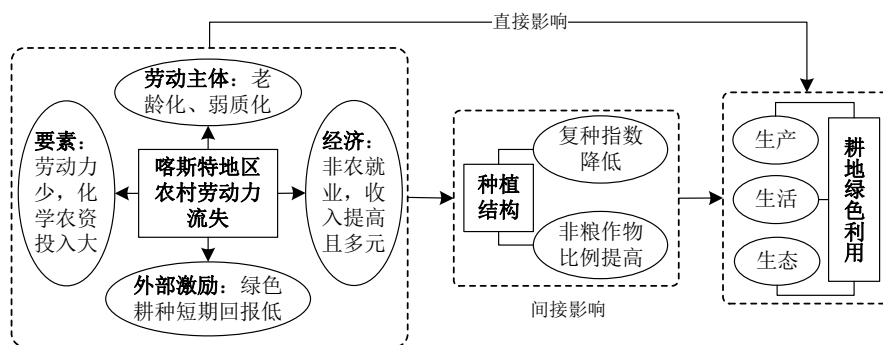 直接影响
劳动主体：老
龄化、弱质化
要素：
劳动力
少，化
学农资
投入大
喀斯特地区
农村劳动力
流失
经济：
非农就
业，收
入提高
且多元
外部激励：绿色
耕种短期回报低
种植
结构
复种指数
降低
非粮作物
比例提高
间接影响
生产
生活
生态
耕地绿色利用